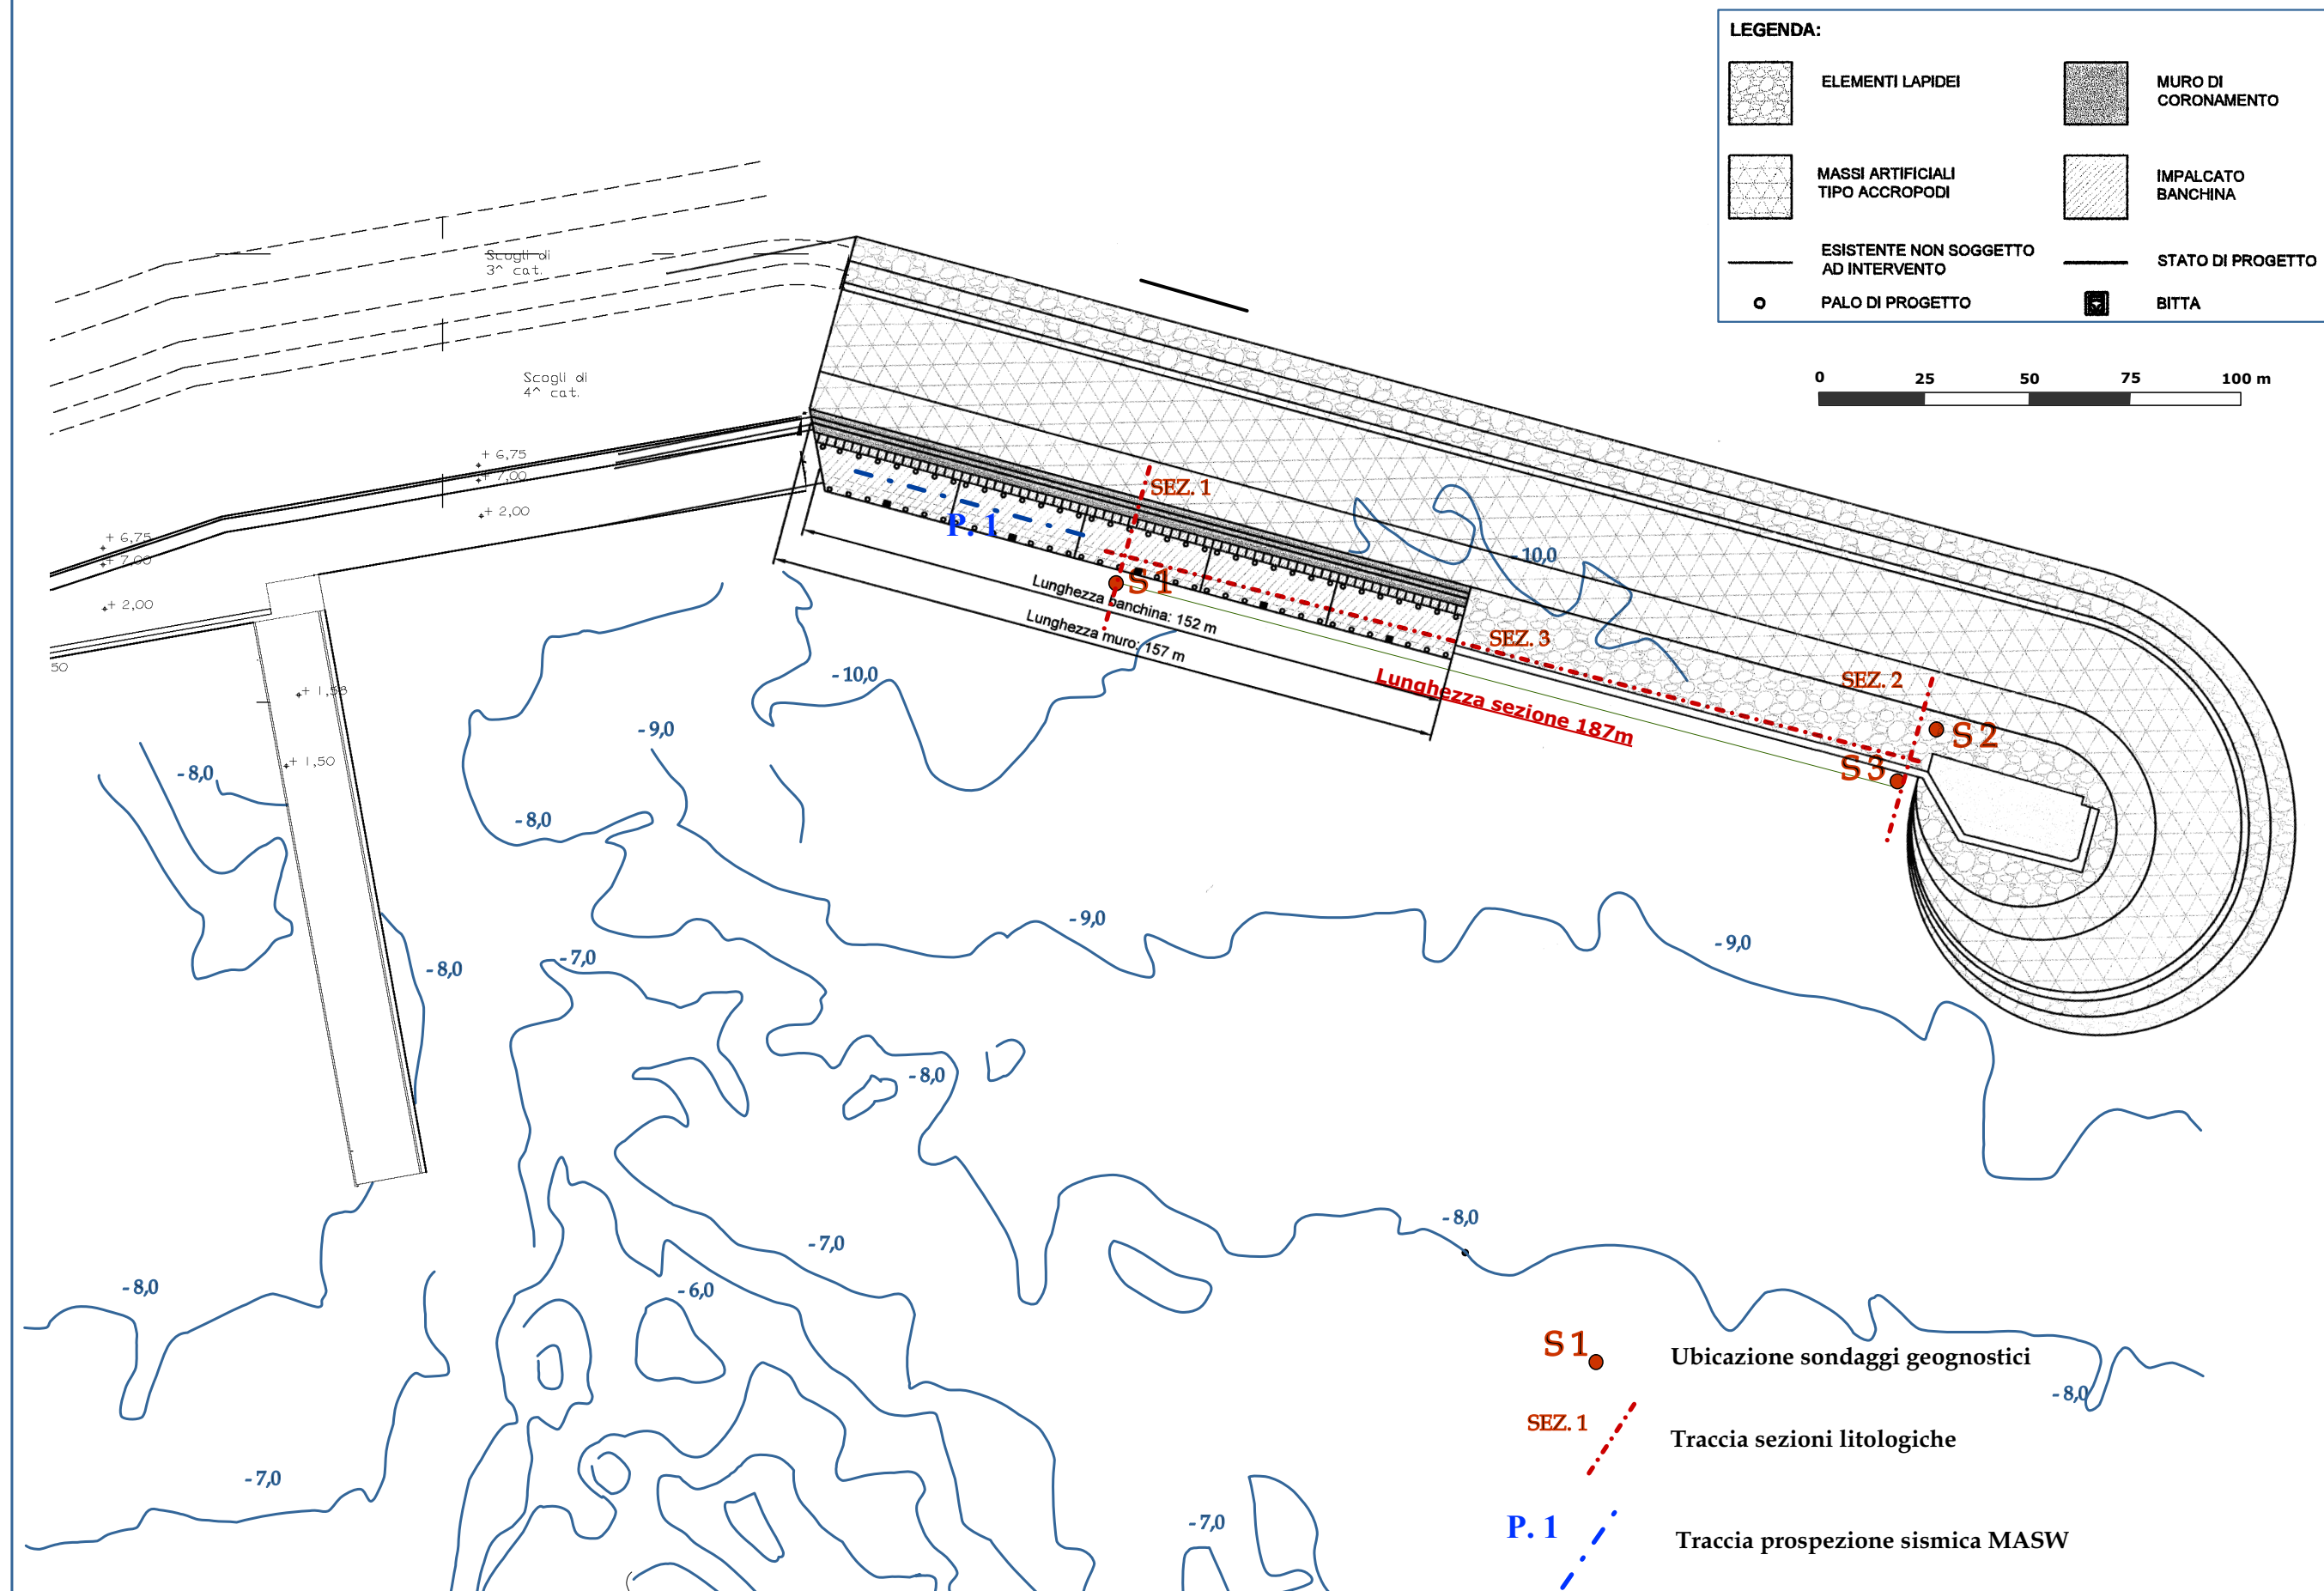 LEGENDA:
ELEMENTI LAPIDEI
MURO DI
CORONAMENTO
MASSI ARTIFICIALI
TIPO ACCROPODI
IMPALCATO
BANCHINA
ESISTENTE NON SOGGETTO
AD INTERVENTO
STATO DI PROGETTO
PALO DI PROGETTO
BITTA
0 25 50 75 100 m
Scogli di
3^ cat.
Scogli di
4^ cat.
+ 6,75
+ 7,00
+ 2,00
+ 6,75
+ 7,00
+ 2,00
50
+ 1,58
+ 1,50
SEZ. 1
P. 1
S 1
-10,0
Lunghezza banchina: 152 m
Lunghezza muro: 157 m
SEZ. 3
Lunghezza sezione 187m
SEZ. 2
S 2
S 3
-10,0
-9,0
-8,0
-8,0
-9,0
-9,0
-7,0
-8,0
-8,0
-8,0
-7,0
-8,0
-6,0
-8,0
-7,0
-7,0
S 1
Ubicazione sondaggi geognostici
SEZ. 1
Traccia sezioni litologiche
P. 1
Traccia prospezione sismica MASW